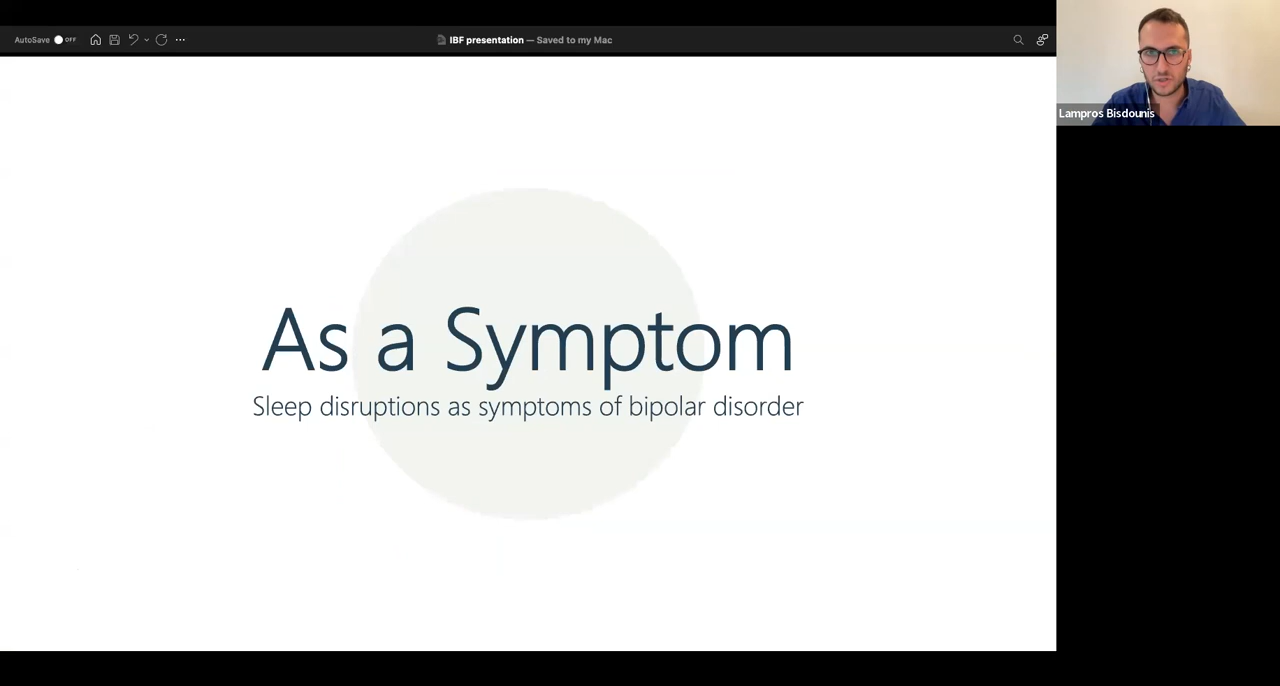 AutoSave OFF
IBF presentation — Saved to my Mac
Lampros Bisdounis
As a Symptom
Sleep disruptions as symptoms of bipolar disorder